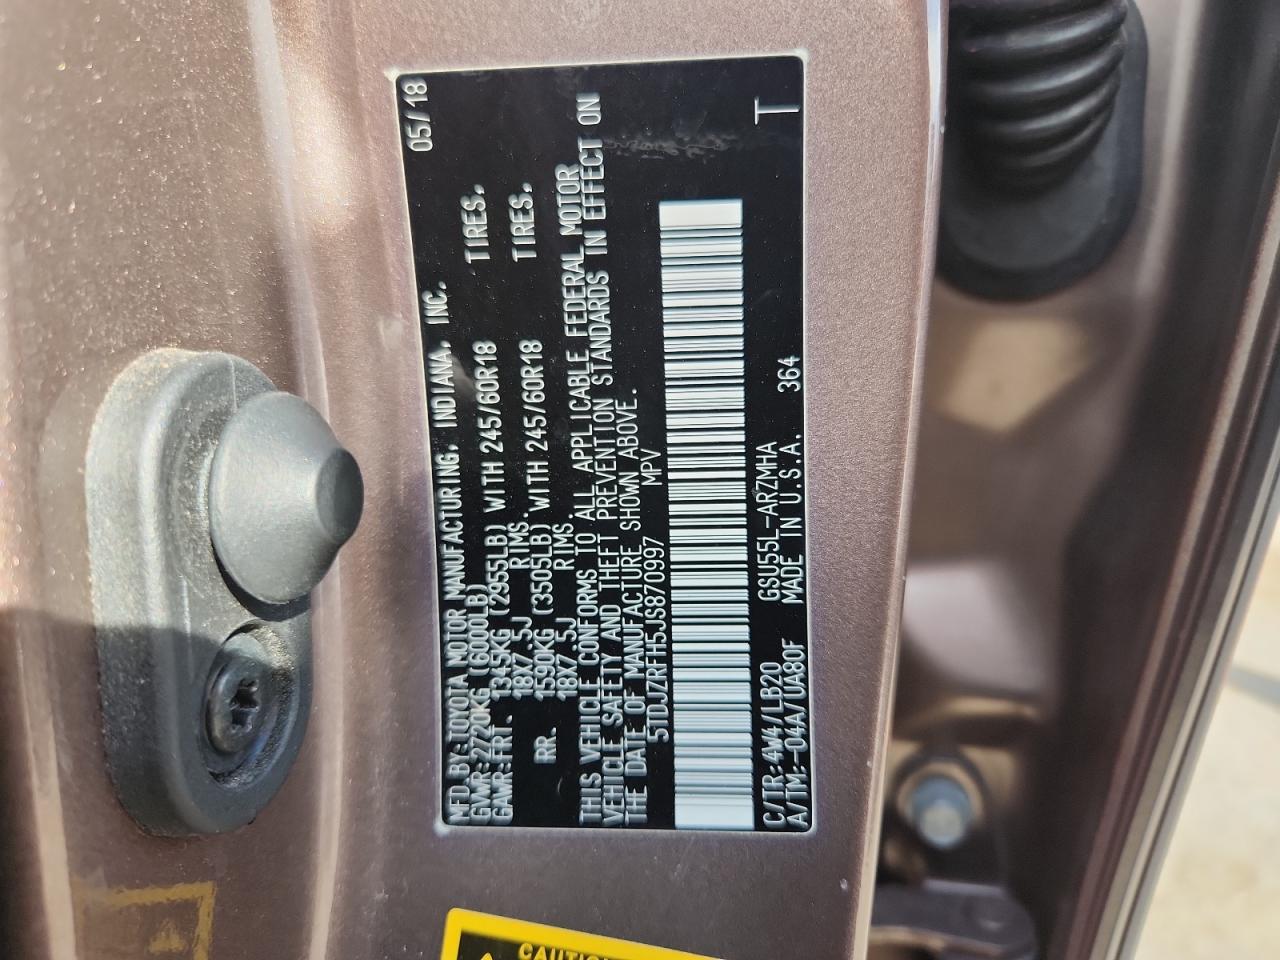 MFD.BY:TOYOTA MOTOR MANUFACTURING, INDIANA, INC. 05/18
GVWR:2720KG (6000LB)
GAWR:FRT. 1345KG (2955LB) WITH 245/60R18 TIRES.
18X7.5J RIMS.
RR. 1590KG (3505LB) WITH 245/60R18 TIRES.
18X7.5J RIMS.
THIS VEHICLE CONFORMS TO ALL APPLICABLE FEDERAL MOTOR
VEHICLE SAFETY AND THEFT PREVENTION STANDARDS IN EFFECT ON
THE DATE OF MANUFACTURE SHOWN ABOVE.
5TDJZRFH5JS870997 MPV
C/TR:4W4/LB20 GSU55L-ARZMHA T
A/TM:-04A/UA80F MADE IN U.S.A. 364
CAUTION